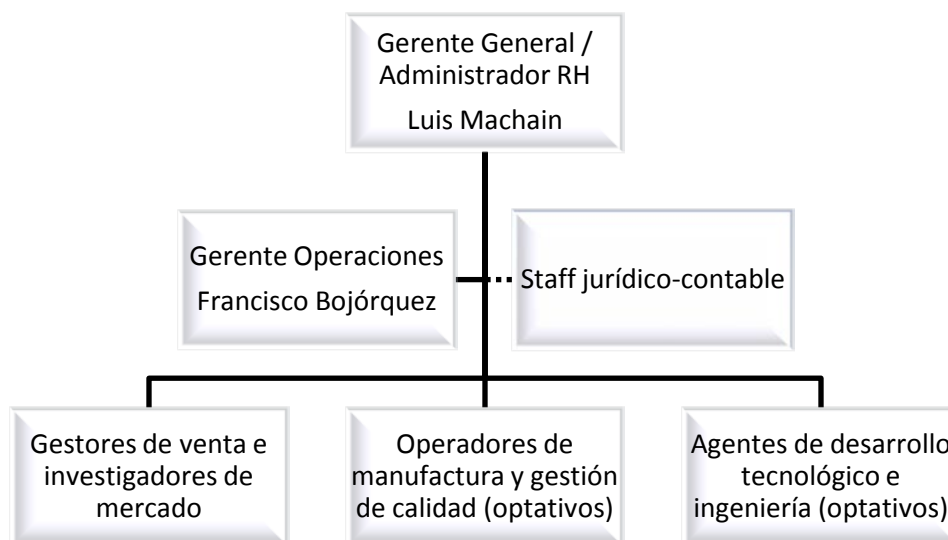 Gerente General /
Administrador RH
Luis Machain
Gerente Operaciones
Francisco Bojórquez
Staff jurídico-contable
Gestores de venta e
investigadores de
mercado
Operadores de
manufactura y gestión
de calidad (optativos)
Agentes de desarrollo
tecnológico e
ingeniería (optativos)